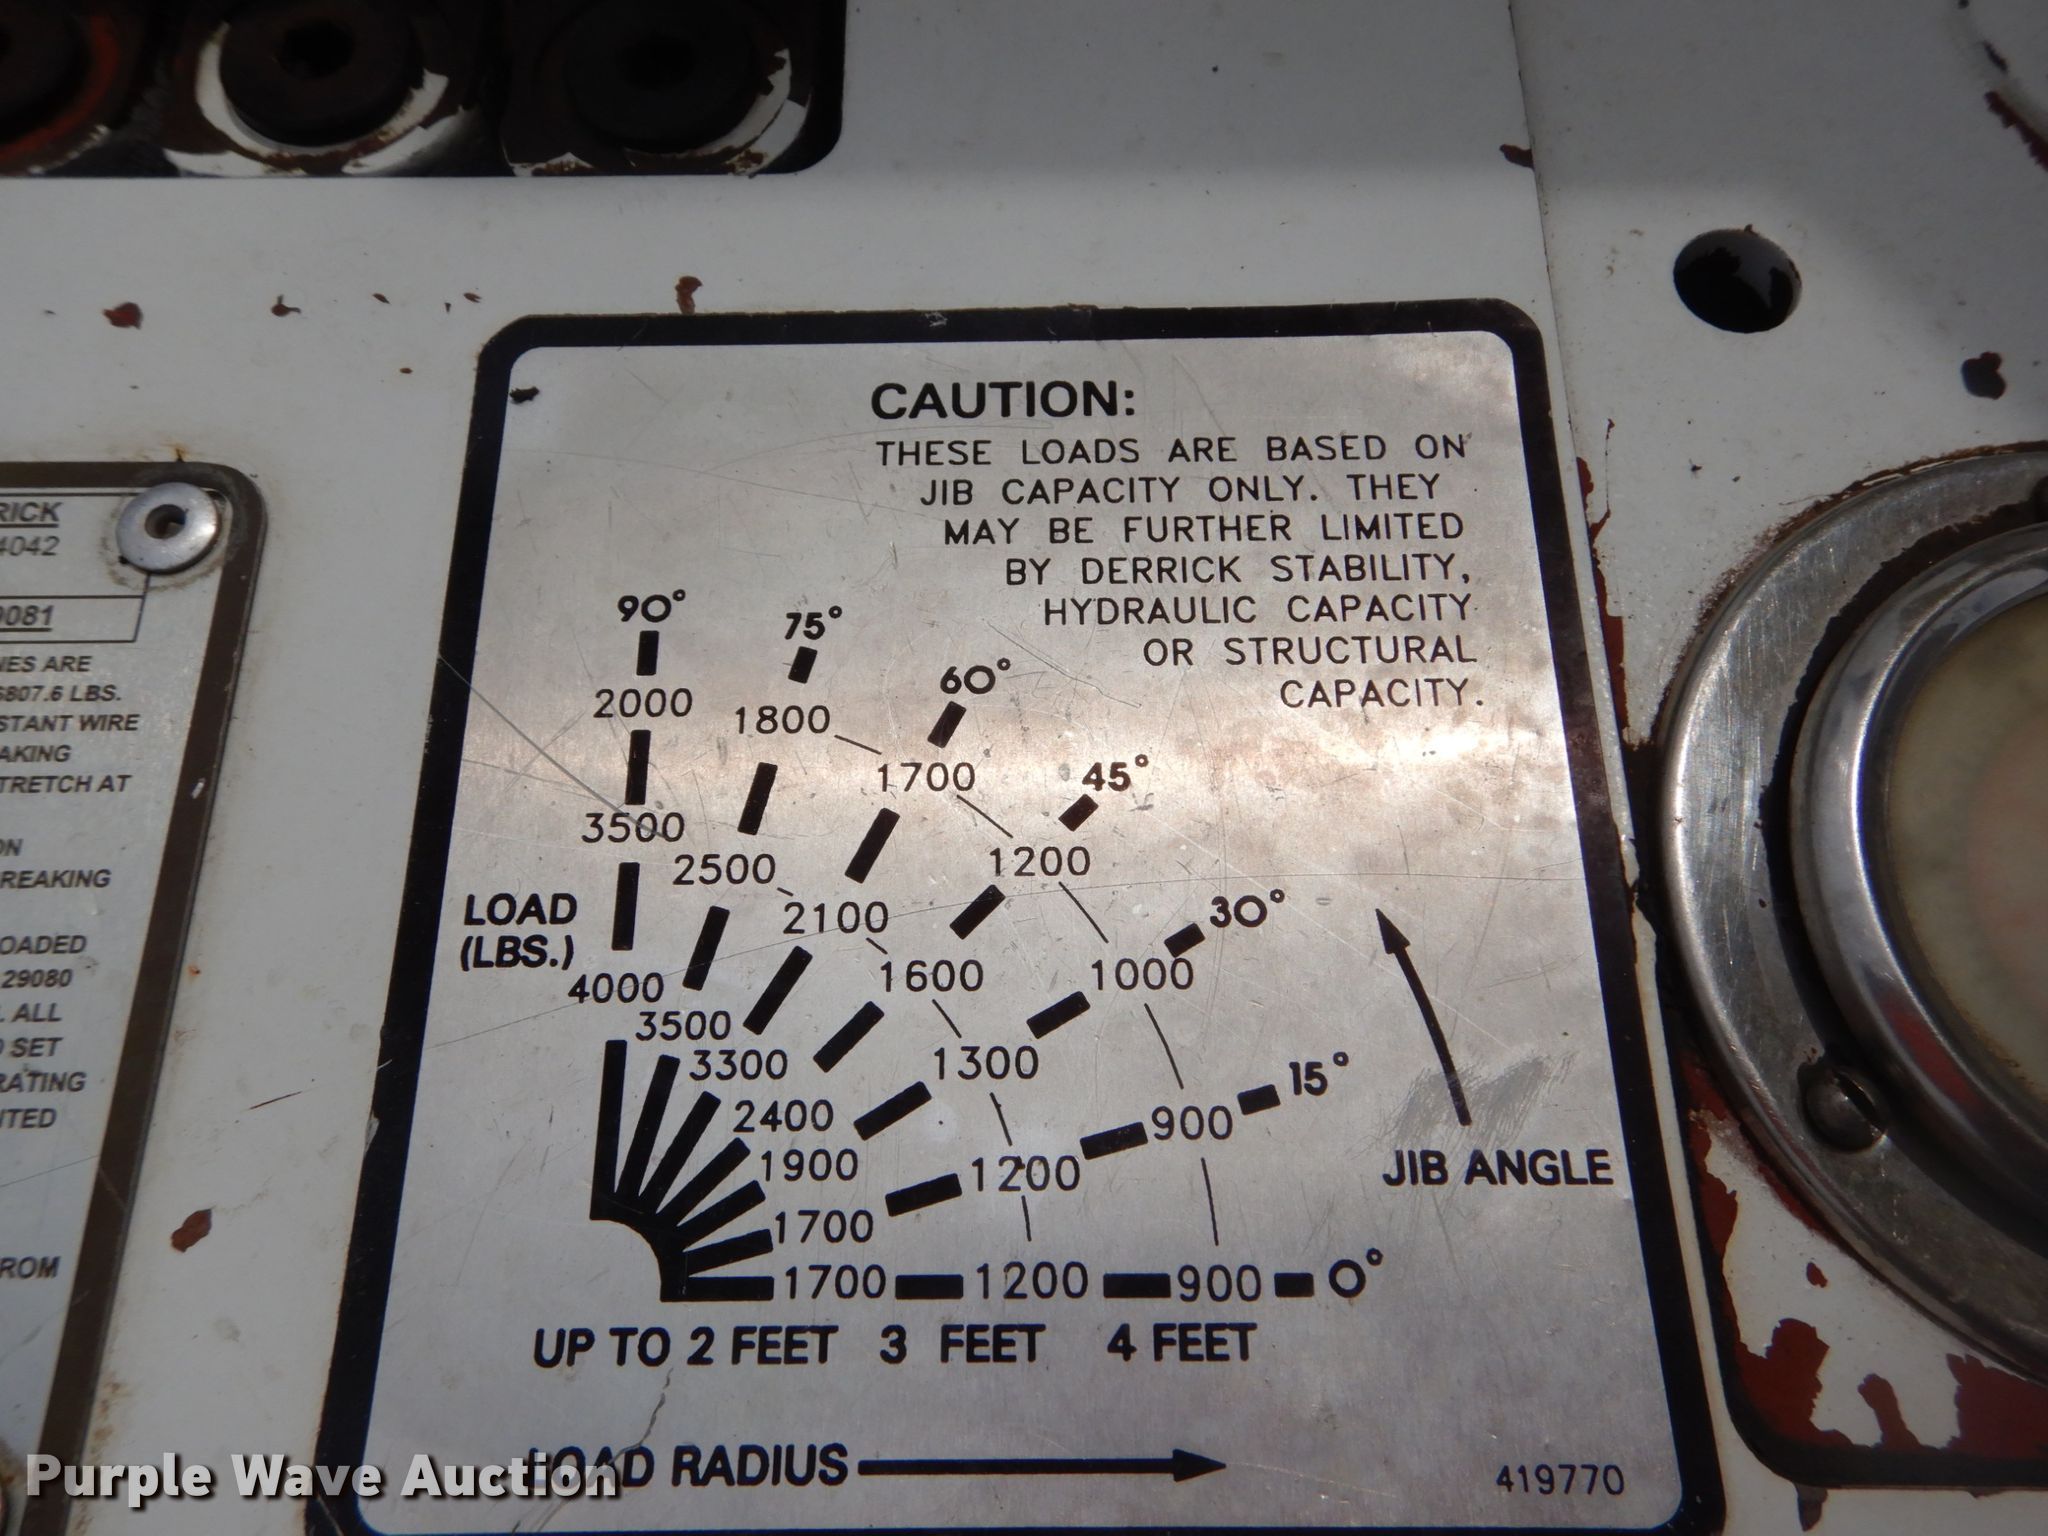 RICK
4042
9081
NES ARE
6807.6 LBS.
STANT WIRE
AKING
TRETCH AT
ON
REAKING
OADED
29080
ALL
SET
RATING
ROM
CAUTION:
THESE LOADS ARE BASED ON
JIB CAPACITY ONLY. THEY
MAY BE FURTHER LIMITED
BY DERRICK STABILITY,
HYDRAULIC CAPACITY
OR STRUCTURAL
CAPACITY.
90° 75° 60° 45° 30° 15° 0°
LOAD
(LBS.)
2000 3500 4000
1800 2500 3500
1700 2100 3300
1200 1600 2400
1000 1300 1900
900 1200 1700
1700 1200 900
JIB ANGLE
UP TO 2 FEET 3 FEET 4 FEET
LOAD RADIUS
419770
Purple Wave Auction